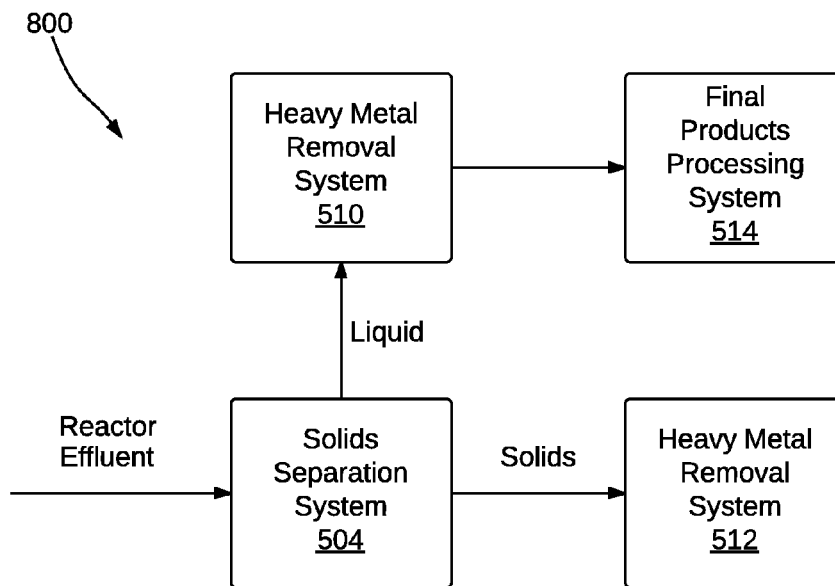 800
Heavy Metal
Removal
System
510
Final
Products
Processing
System
514
Liquid
Reactor
Effluent
Solids
Separation
System
504
Solids
Heavy Metal
Removal
System
512